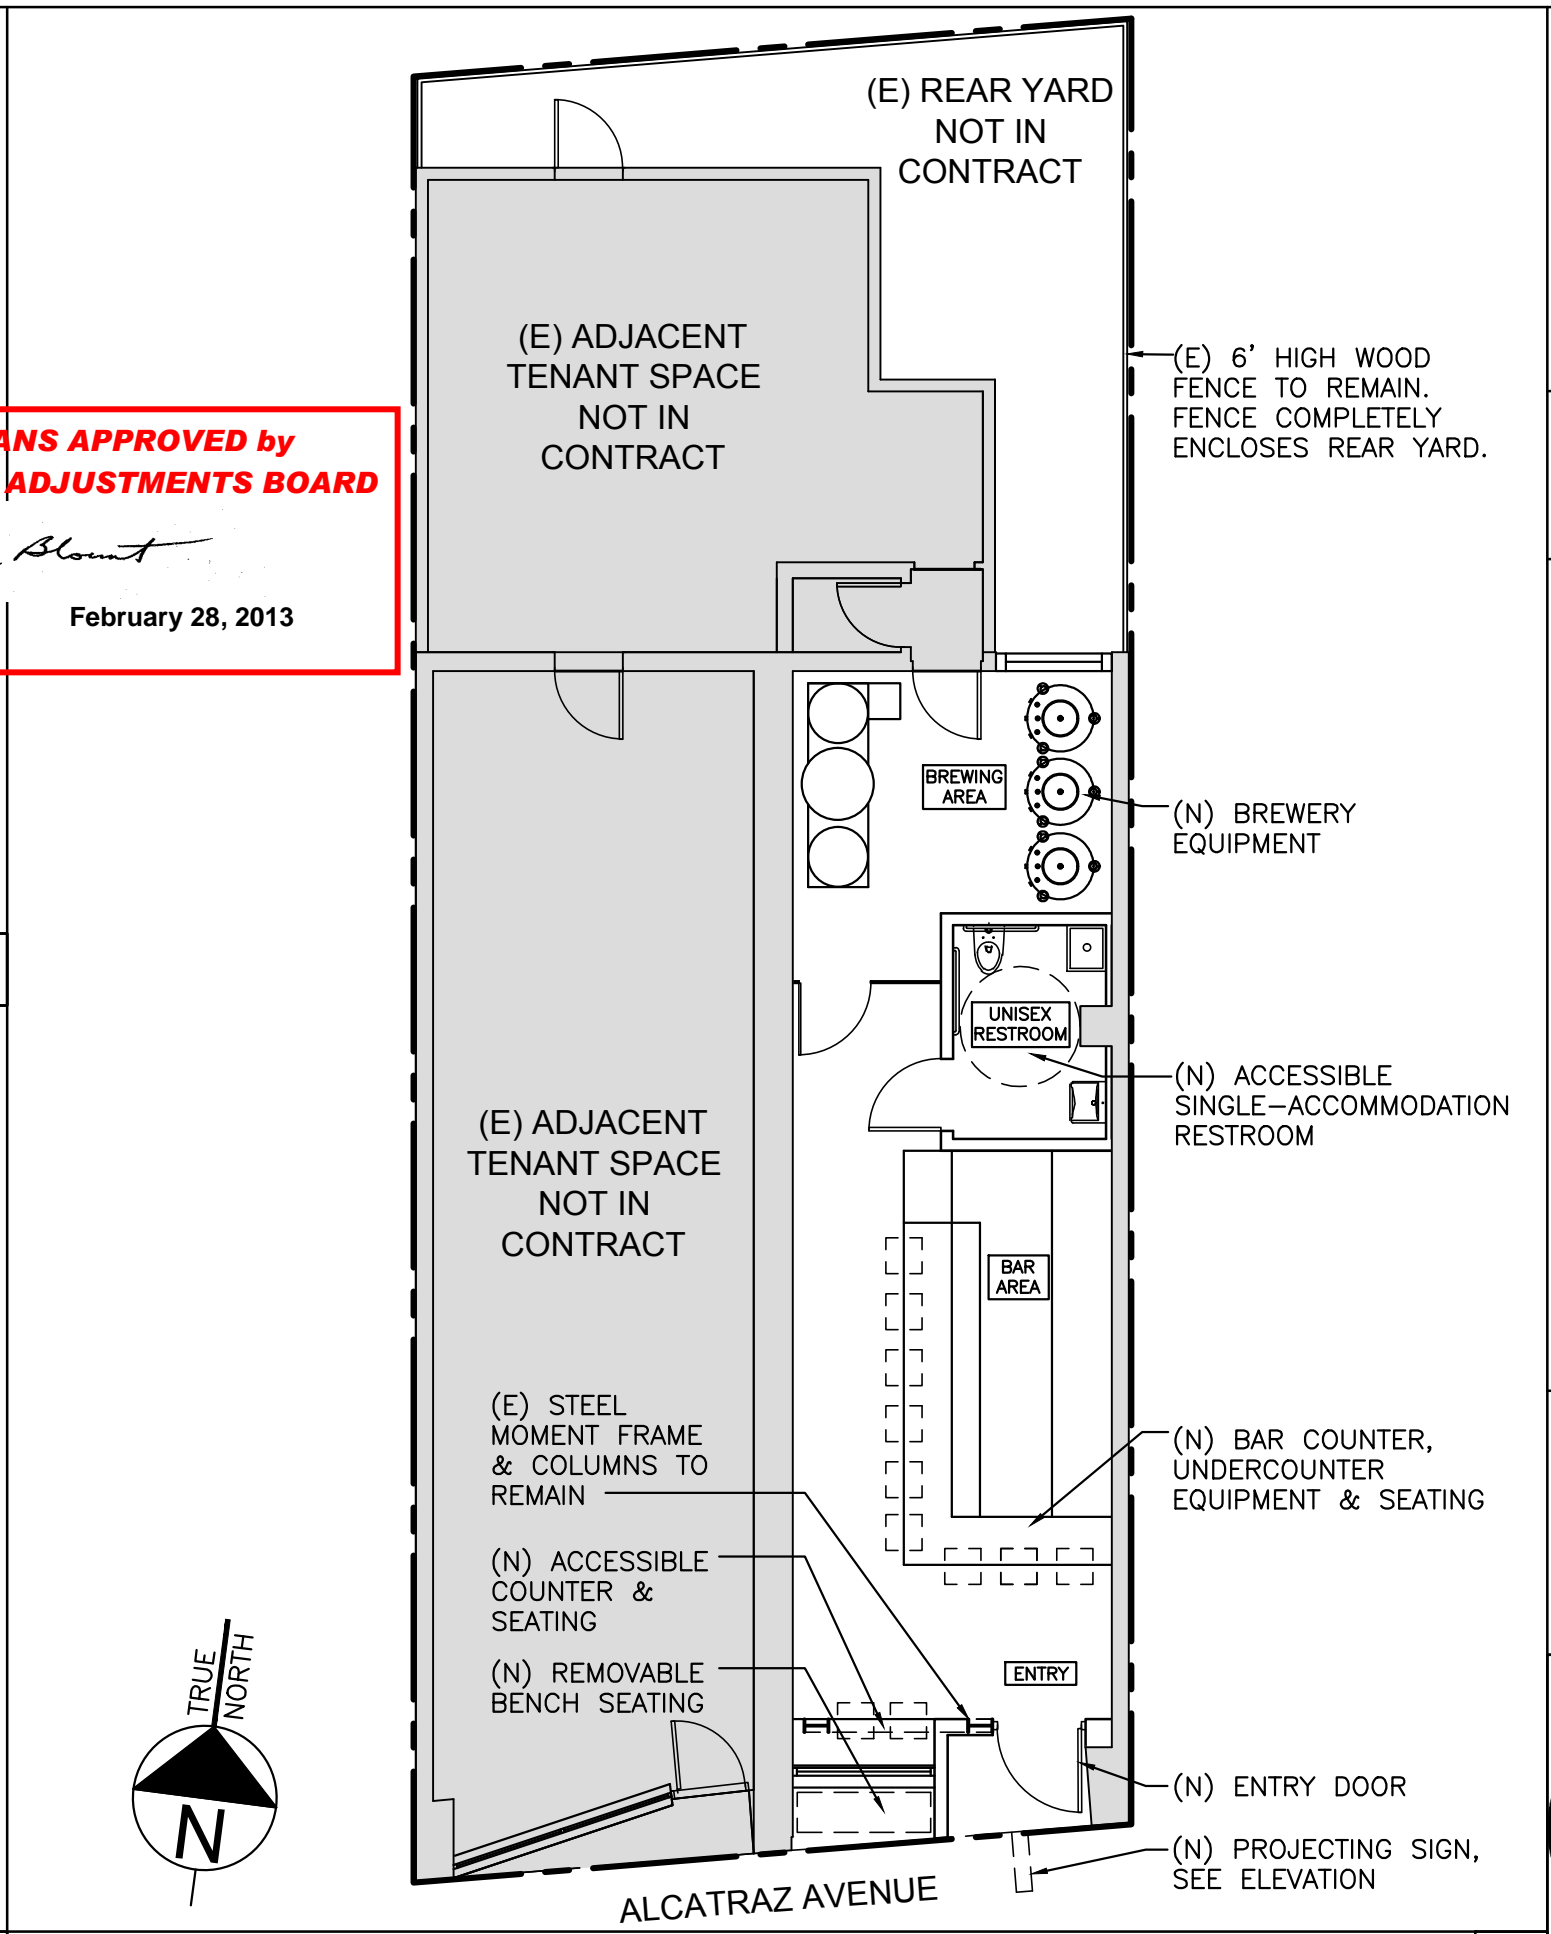 (E) REAR YARD
NOT IN
CONTRACT
(E) ADJACENT
TENANT SPACE
NOT IN
CONTRACT
(E) 6' HIGH WOOD
FENCE TO REMAIN.
FENCE COMPLETELY
ENCLOSES REAR YARD.
ANS APPROVED by
ADJUSTMENTS BOARD
Blount
February 28, 2013
BREWING
AREA
(N) BREWERY
EQUIPMENT
UNISEX
RESTROOM
(N) ACCESSIBLE
SINGLE-ACCOMMODATION
RESTROOM
(E) ADJACENT
TENANT SPACE
NOT IN
CONTRACT
BAR
AREA
(E) STEEL
MOMENT FRAME
& COLUMNS TO
REMAIN
(N) BAR COUNTER,
UNDERCOUNTER
EQUIPMENT & SEATING
(N) ACCESSIBLE
COUNTER &
SEATING
(N) REMOVABLE
BENCH SEATING
ENTRY
TRUE
NORTH
N
(N) ENTRY DOOR
(N) PROJECTING SIGN,
SEE ELEVATION
ALCATRAZ AVENUE